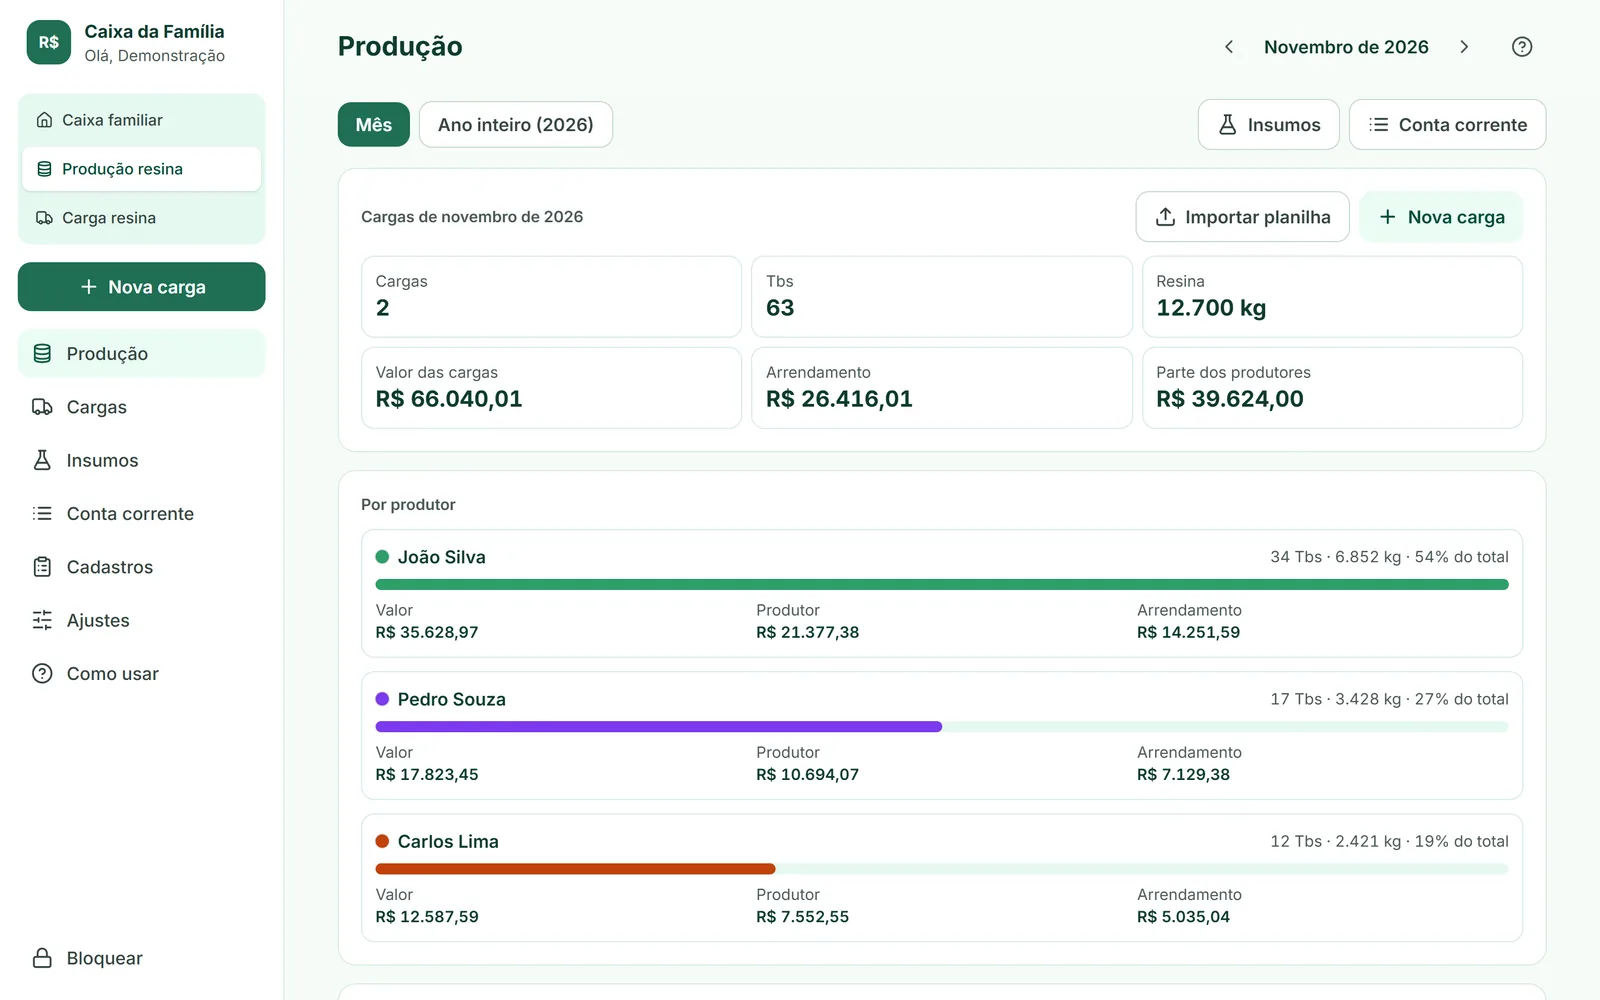 R$
Caixa da Família
Olá, Demonstração
Caixa familiar
Produção resina
Carga resina
+ Nova carga
Produção
Cargas
Insumos
Conta corrente
Cadastros
Ajustes
Como usar
Bloquear
Produção
Novembro de 2026
Mês
Ano inteiro (2026)
Insumos
Conta corrente
Cargas de novembro de 2026
Importar planilha
+ Nova carga
Cargas
2
Tbs
63
Resina
12.700 kg
Valor das cargas
R$ 66.040,01
Arrendamento
R$ 26.416,01
Parte dos produtores
R$ 39.624,00
Por produtor
João Silva
34 Tbs · 6.852 kg · 54% do total
Valor
R$ 35.628,97
Produtor
R$ 21.377,38
Arrendamento
R$ 14.251,59
Pedro Souza
17 Tbs · 3.428 kg · 27% do total
Valor
R$ 17.823,45
Produtor
R$ 10.694,07
Arrendamento
R$ 7.129,38
Carlos Lima
12 Tbs · 2.421 kg · 19% do total
Valor
R$ 12.587,59
Produtor
R$ 7.552,55
Arrendamento
R$ 5.035,04